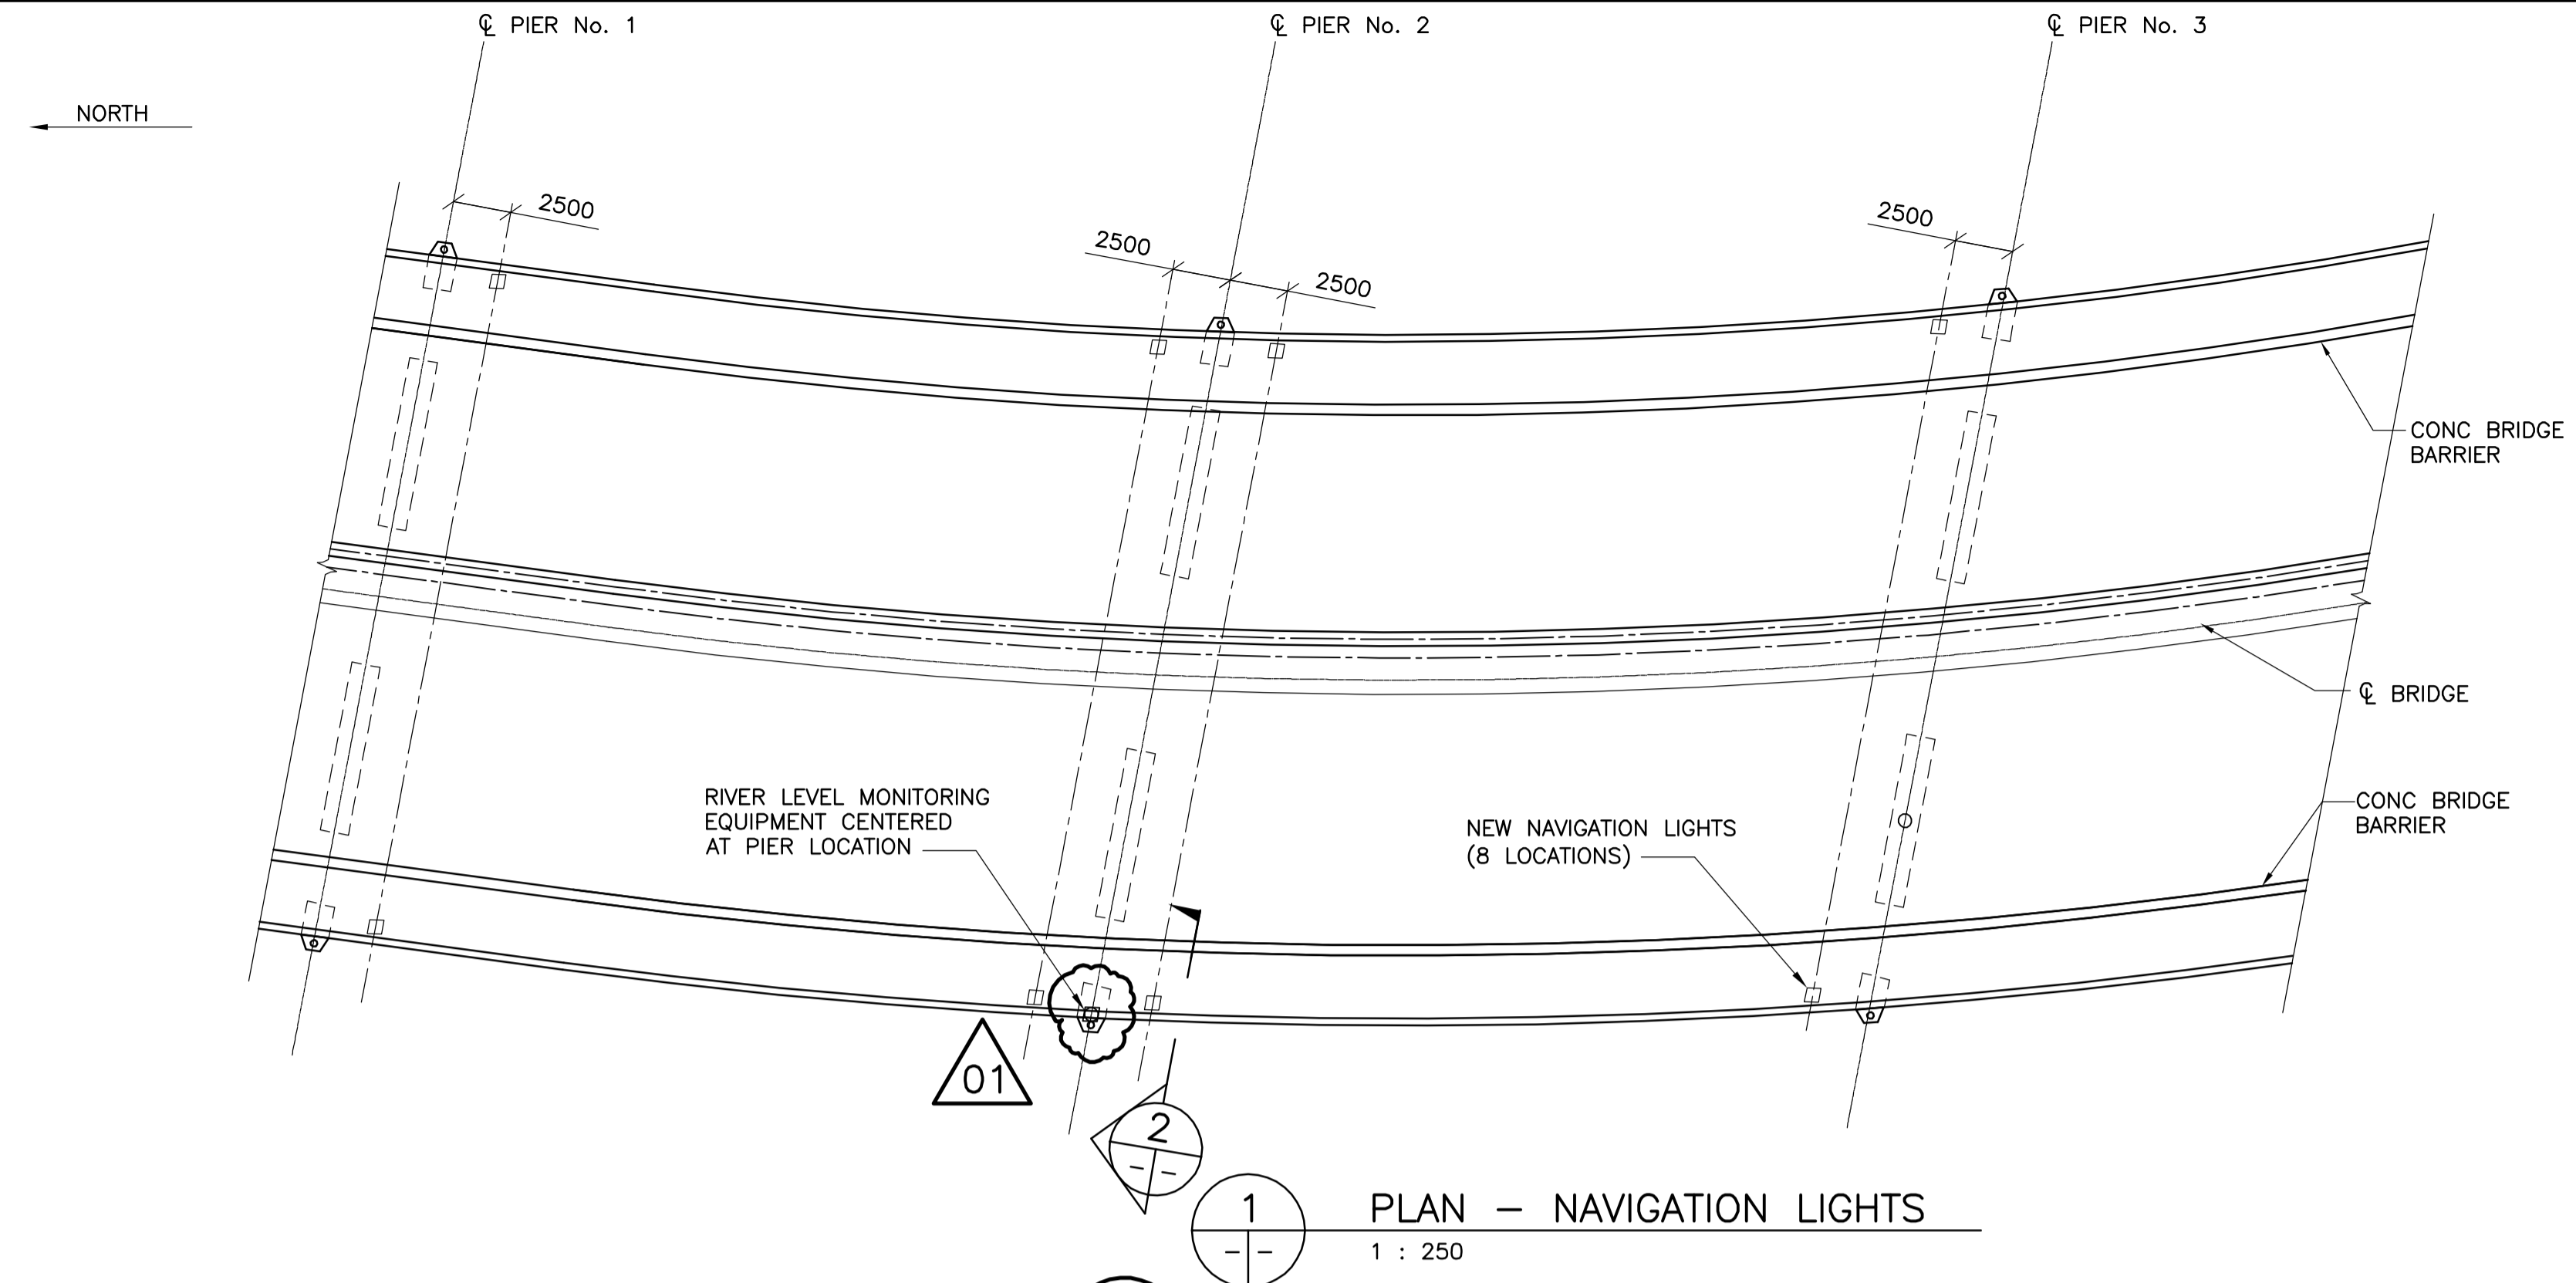 ℄ PIER No. 1
℄ PIER No. 2
℄ PIER No. 3
NORTH
2500
2500
2500
2500
CONC BRIDGE
BARRIER
℄ BRIDGE
RIVER LEVEL MONITORING
EQUIPMENT CENTERED
AT PIER LOCATION
NEW NAVIGATION LIGHTS
(8 LOCATIONS)
CONC BRIDGE
BARRIER
01
2
--
1
--
PLAN – NAVIGATION LIGHTS
1 : 250